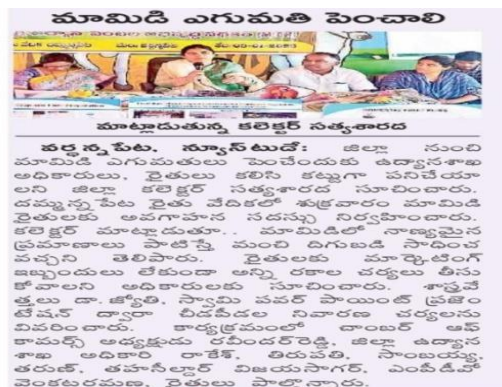 మామిడి ఎగుమతి పెంచాలి
మాట్లాడుతున్న కలెక్టర్ సత్యశారద
వర్ధన్నపేట, న్యూస్‌టుడే: జిల్లా నుంచి
మామిడి ఎగుమతులు పెంచేందుకు ఉద్యానశాఖ
అధికారులు, రైతులు కలిసి కట్టుగా పనిచేయా
లని జిల్లా కలెక్టర్ సత్యశారద సూచించారు.
దమ్మన్నపేట రైతు వేదికలో శుక్రవారం మామిడి
రైతులకు అవగాహన సదస్సు నిర్వహించారు.
కలెక్టర్ మాట్లాడుతూ.. మామిడిలో నాణ్యమైన
ప్రమాణాలు పాటిస్తే మంచి దిగుబడి సాధించ
వచ్చని తెలిపారు. రైతులకు మార్కెటింగ్
ఇబ్బందులు లేకుండా అన్ని రకాల చర్యలు తీసు
కోవాలని అధికారులకు సూచించారు. శాస్త్రవే
త్తలు డా.జ్యోతి, స్వామి పవర్ పాయింట్ ప్రజెం
టేషన్ ద్వారా చీడపీడల నివారణ చర్యలను
వివరించారు. కార్యక్రమంలో చాంబర్ ఆఫ్
కామర్స్ అధ్యక్షుడు రవీందర్‌రెడ్డి, జిల్లా ఉద్యాన
శాఖ అధికారి రాకేశ్, తిరుపతి, సాంబయ్య,
తరుణ్, తహసీల్దార్ విజయసాగర్, ఎంపీడీవో
వెంకటరమణ, రైతులు పాల్గొన్నారు.